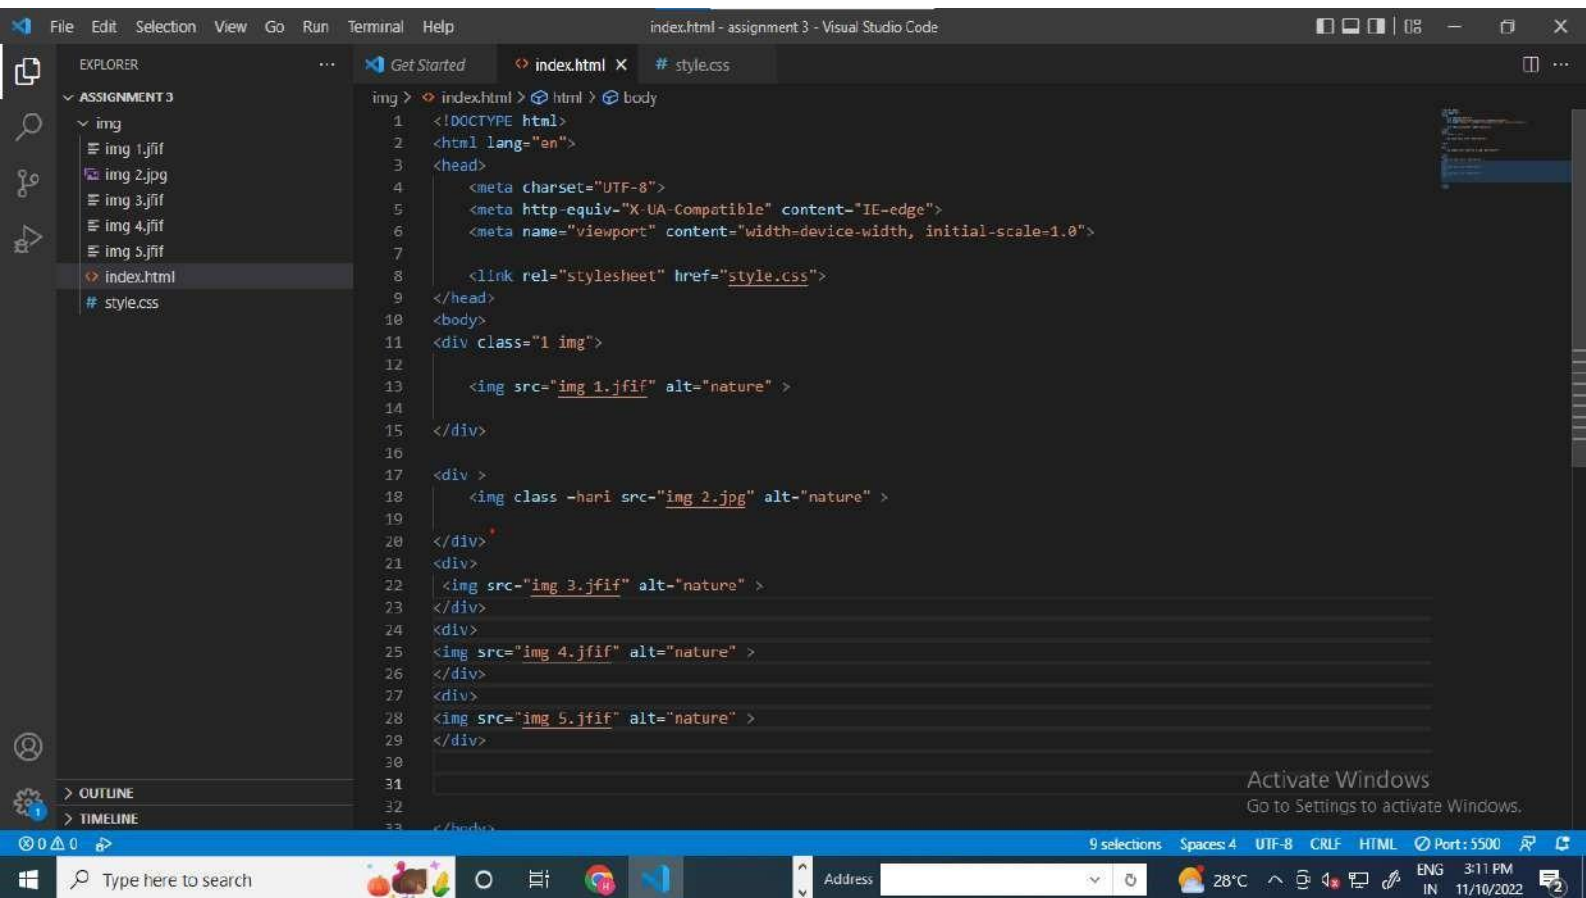 File Edit Selection View Go Run Terminal Help index.html - assignment 3 - Visual Studio Code
EXPLORER ··· Get Started index.html # style.css ···
ASSIGNMENT 3
img > index.html > html > body
img
img 1.jfif
img 2.jpg
img 3.jfif
img 4.jfif
img 5.jfif
index.html
# style.css
1 <!DOCTYPE html>
2 <html lang="en">
3 <head>
4 <meta charset="UTF-8">
5 <meta http-equiv="X-UA-Compatible" content="IE=edge">
6 <meta name="viewport" content="width=device-width, initial-scale=1.0">
7
8 <link rel="stylesheet" href="style.css">
9 </head>
10 <body>
11 <div class="1 img">
12
13 <img src="img 1.jfif" alt="nature" >
14
15 </div>
16
17 <div >
18 <img class =hari src="img 2.jpg" alt="nature" >
19
20 </div>
21 <div>
22 <img src="img 3.jfif" alt="nature" >
23 </div>
24 <div>
25 <img src="img 4.jfif" alt="nature" >
26 </div>
27 <div>
28 <img src="img 5.jfif" alt="nature" >
29 </div>
30
31
32
33 </body>
OUTLINE
TIMELINE
Activate Windows
Go to Settings to activate Windows.
0 0 9 selections Spaces: 4 UTF-8 CRLF HTML Port : 5500
Type here to search Address 28°C ENG IN 3:11 PM 11/10/2022 2